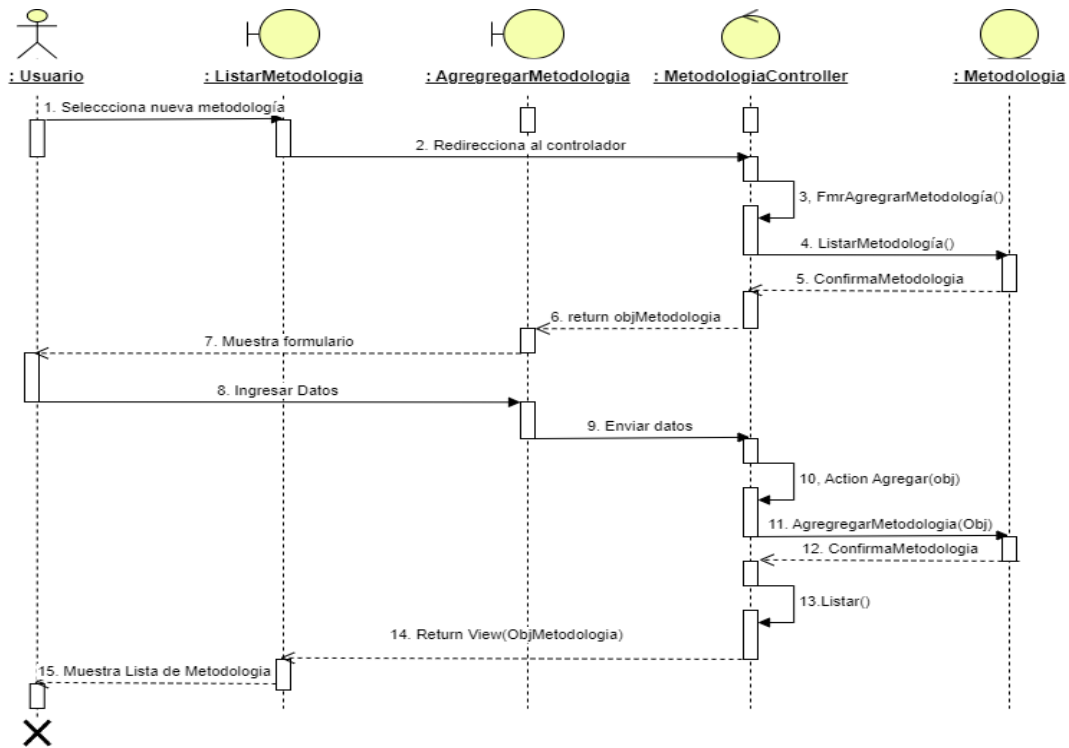 : Usuario
: ListarMetodologia
: AgregregarMetodologia
: MetodologiaController
: Metodologia
1. Seleccciona nueva metodología
2. Redirecciona al controlador
3, FmrAgregrarMetodología()
4. ListarMetodología()
5. ConfirmaMetodologia
6. return objMetodologia
7. Muestra formulario
8. Ingresar Datos
9. Enviar datos
10, Action Agregar(obj)
11. AgregregarMetodologia(Obj)
12. ConfirmaMetodologia
13.Listar()
14. Return View(ObjMetodologia)
15. Muestra Lista de Metodologia